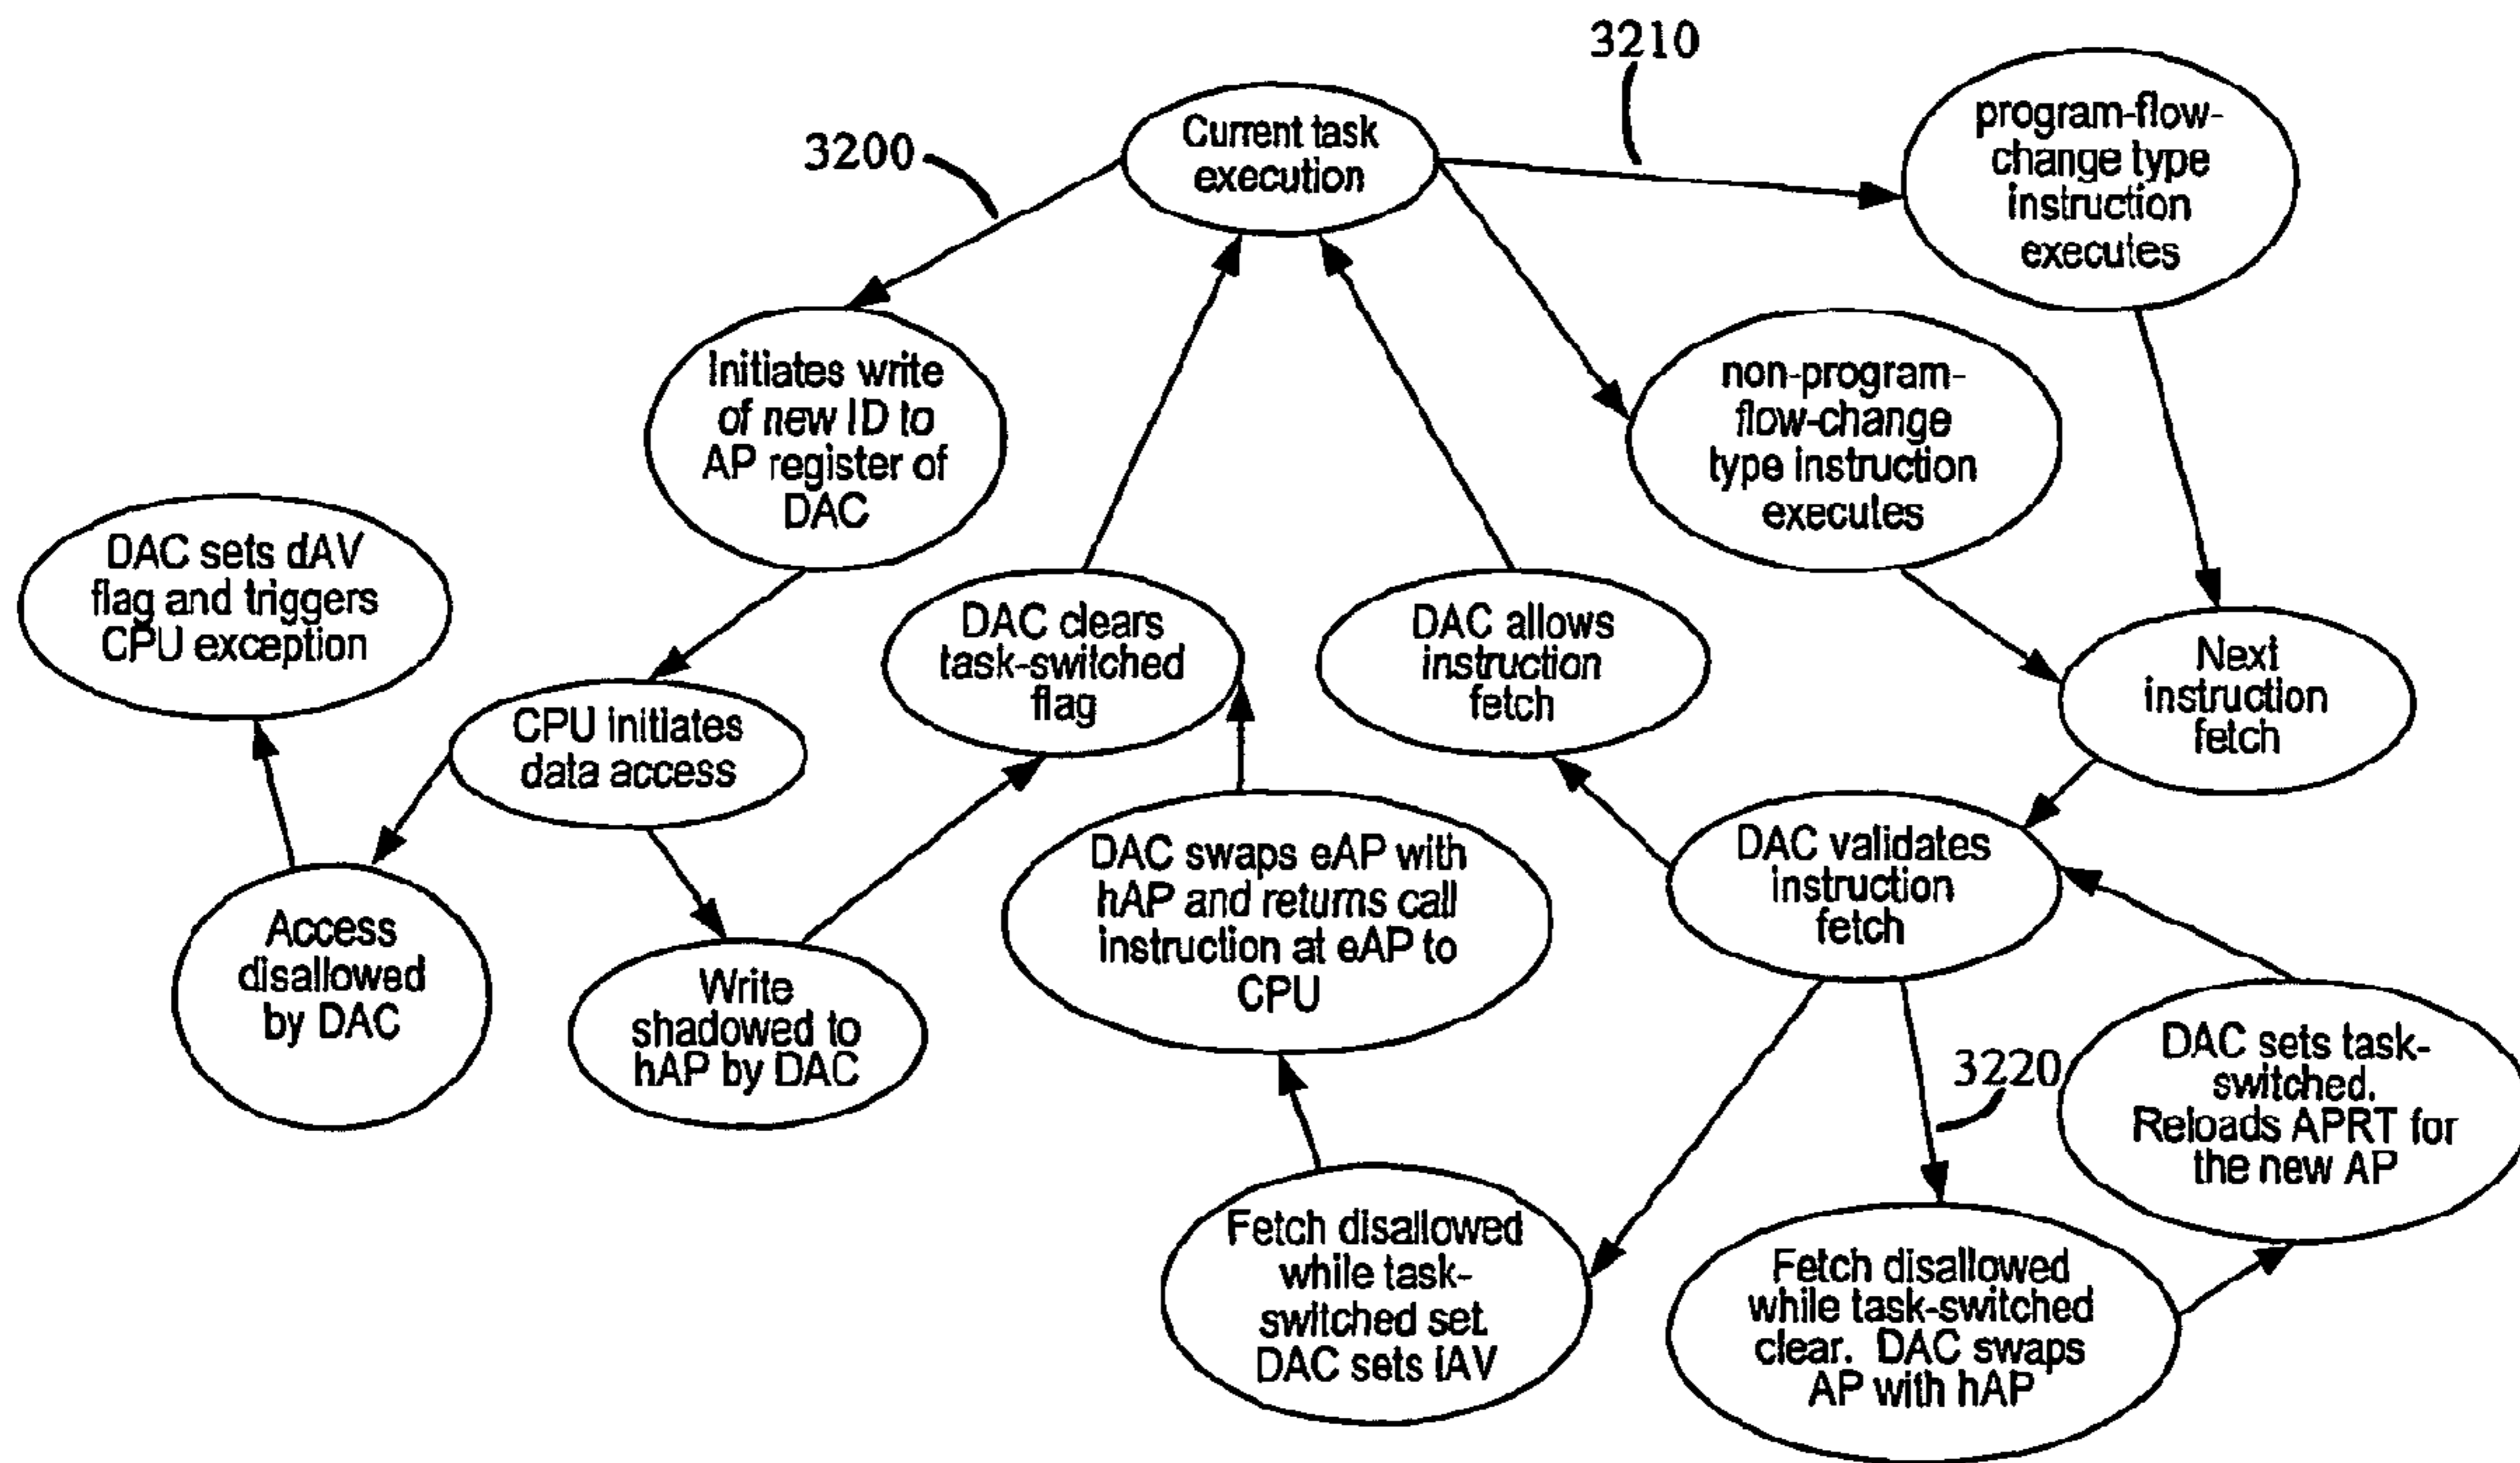 3210
3200
Current task
execution
program-flow-
change type
instruction
executes
Initiates write
of new ID to
AP register of
DAC
non-program-
flow-change
type instruction
executes
DAC sets dAV
flag and triggers
CPU exception
DAC clears
task-switched
flag
DAC allows
instruction
fetch
Next
instruction
fetch
CPU initiates
data access
DAC swaps eAP with
hAP and returns call
instruction at eAP to
CPU
DAC validates
instruction
fetch
Access
disallowed
by DAC
Write
shadowed to
hAP by DAC
3220
DAC sets task-
switched.
Reloads APRT for
the new AP
Fetch disallowed
while task-
switched set.
DAC sets iAV
Fetch disallowed
while task-switched
clear. DAC swaps
AP with hAP